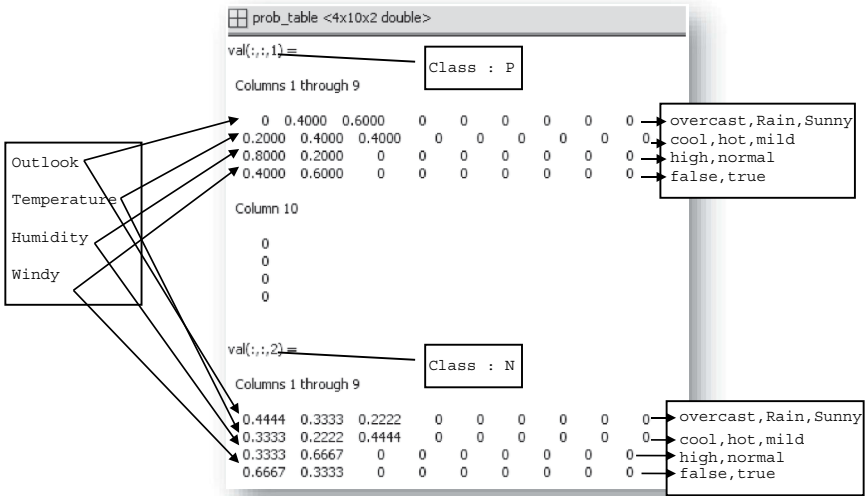 prob_table <4x10x2 double>
val(:,:,1) =
Class : P
Columns 1 through 9
0 0.4000 0.6000 0 0 0 0 0 0
overcast,Rain,Sunny
0.2000 0.4000 0.4000 0 0 0 0 0 0
cool,hot,mild
0.8000 0.2000 0 0 0 0 0 0 0
high,normal
0.4000 0.6000 0 0 0 0 0 0 0
false,true
Outlook
Temperature
Humidity
Windy
Column 10
0
0
0
0
val(:,:,2) =
Class : N
Columns 1 through 9
0.4444 0.3333 0.2222 0 0 0 0 0 0
overcast,Rain,Sunny
0.3333 0.2222 0.4444 0 0 0 0 0 0
cool,hot,mild
0.3333 0.6667 0 0 0 0 0 0 0
high,normal
0.6667 0.3333 0 0 0 0 0 0 0
false,true